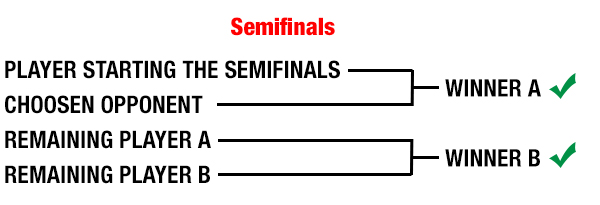 Semifinals
PLAYER STARTING THE SEMIFINALS
CHOOSEN OPPONENT
WINNER A
REMAINING PLAYER A
REMAINING PLAYER B
WINNER B